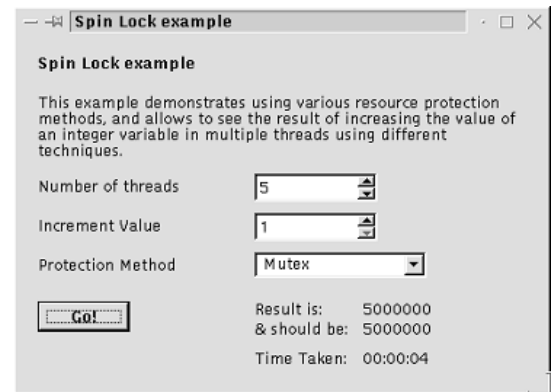 Spin Lock example
Spin Lock example
This example demonstrates using various resource protection
methods, and allows to see the result of increasing the value of
an integer variable in multiple threads using different
techniques.
Number of threads 5
Increment Value 1
Protection Method Mutex
Go! Result is: 5000000
& should be: 5000000
Time Taken: 00:00:04